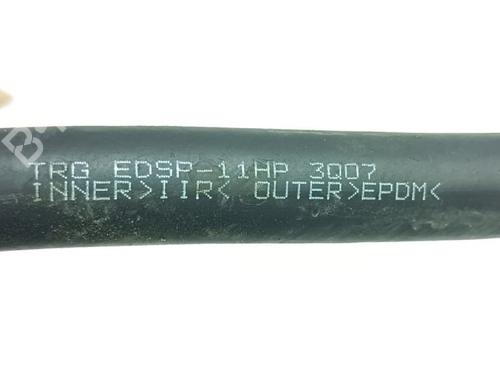 TRG EDSP-11HP 3Q07
INNER>IIR< OUTER>EPDM<